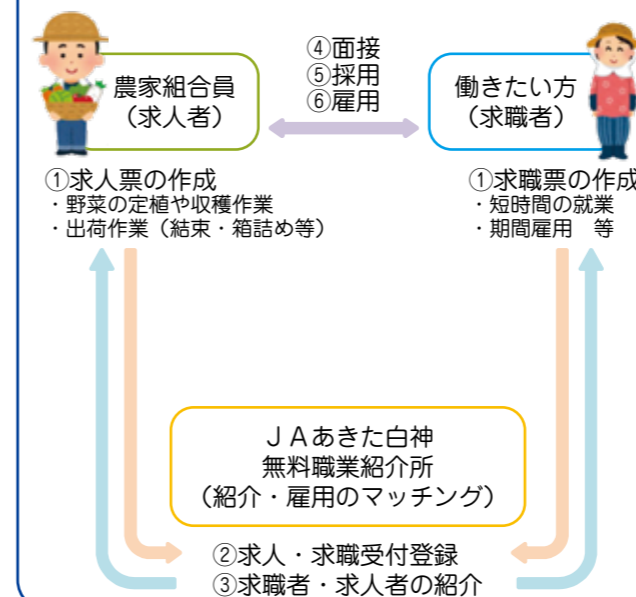 農家組合員
（求人者）
④面接
⑤採用
⑥雇用
働きたい方
（求職者）
①求人票の作成
・野菜の定植や収穫作業
・出荷作業（結束・箱詰め等）
①求職票の作成
・短時間の就業
・期間雇用　等
ＪＡあきた白神
無料職業紹介所
（紹介・雇用のマッチング）
②求人・求職受付登録
③求職者・求人者の紹介